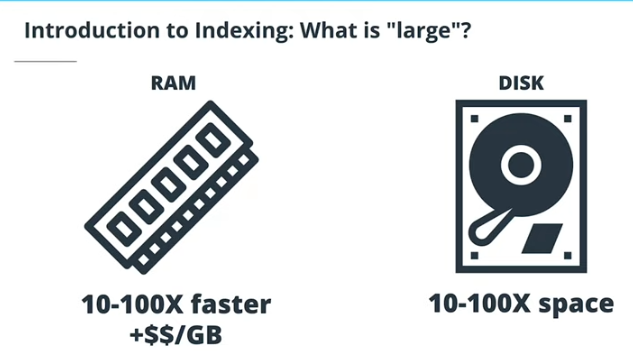 Introduction to Indexing: What is "large"?
RAM
DISK
10-100X faster
+$$/GB
10-100X space